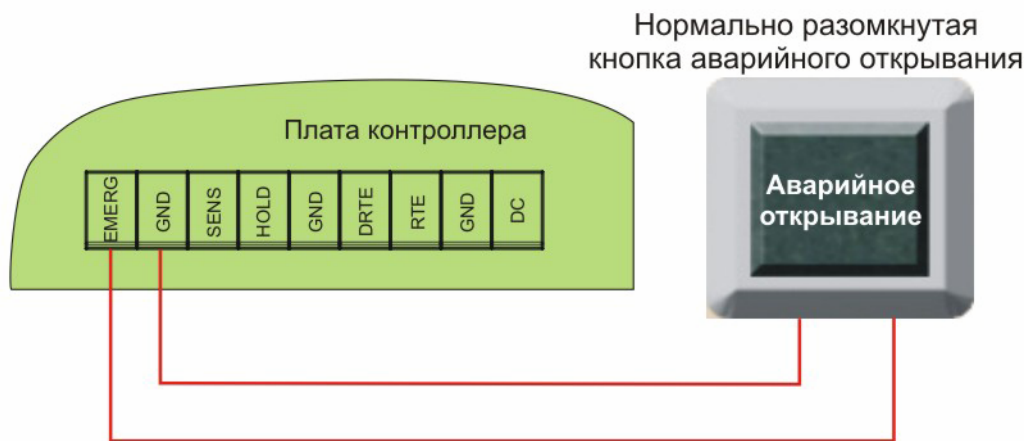 Нормально разомкнутая
кнопка аварийного открывания
Плата контроллера
EMERG
GND
SENS
HOLD
GND
DRTE
RTE
GND
DC
Аварийное
открывание